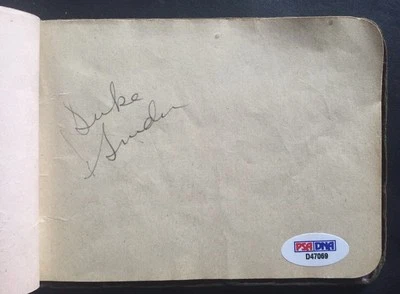 Duke
Snider
PSA DNA
D47069